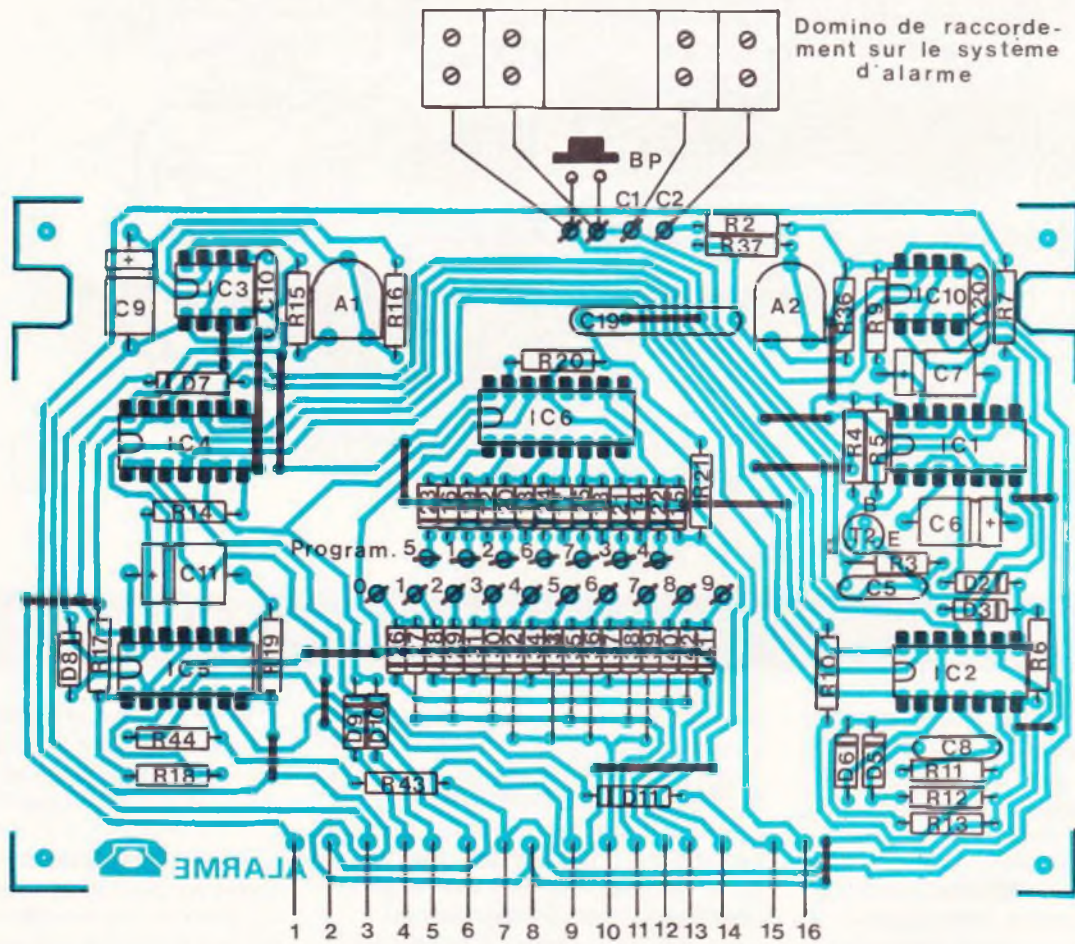 Domino de raccorde-
ment sur le système
d'alarme
BP
C1 C2
R2
R37
C9
IC3
C10
R15
A1
R16
C19
A2
R36
R9
IC10
C20
R7
D7
R20
C7
IC4
IC6
R4
R5
IC1
R21
R14
B
T2
E
C6
Program. 5 1 2 6 7 3 4
R3
C11
C5
D2
D3
0 1 2 3 4 5 6 7 8 9
D8
R17
IC5
R19
R10
IC2
R6
D9
D10
R44
R18
R43
D11
D6
D5
C8
R11
R12
R13
ALARME
1 2 3 4 5 6 7 8 9 10 11 12 13 14 15 16